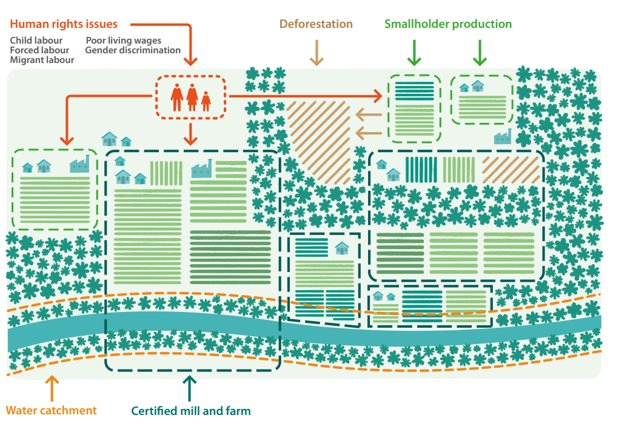 Human rights issues
Child labour
Forced labour
Migrant labour
Poor living wages
Gender discrimination
Deforestation
Smallholder production
Water catchment
Certified mill and farm